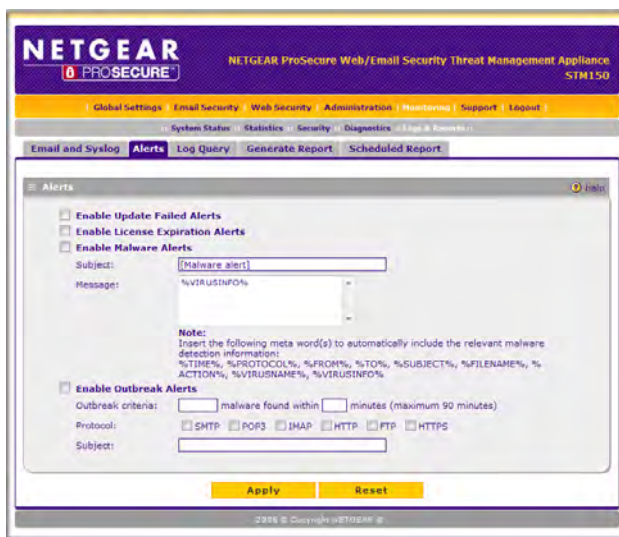 NETGEAR
PROSECURE
NETGEAR ProSecure Web/Email Security Threat Management Appliance
STM150
Global Settings | Email Security | Web Security | Administration | Monitoring | Support | Logout
:: System Status :: Statistics :: Security :: Diagnostics :: Logs & Reports ::
Email and Syslog Alerts Log Query Generate Report Scheduled Report
Alerts help
Enable Update Failed Alerts
Enable License Expiration Alerts
Enable Malware Alerts
Subject: [Malware alert]
Message: %VIRUSINFO%
Note:
Insert the following meta word(s) to automatically include the relevant malware
detection information:
%TIME%, %PROTOCOL%, %FROM%, %TO%, %SUBJECT%, %FILENAME%, %
ACTION%, %VIRUSNAME%, %VIRUSINFO%
Enable Outbreak Alerts
Outbreak criteria: malware found within minutes (maximum 90 minutes)
Protocol: SMTP POP3 IMAP HTTP FTP HTTPS
Subject:
Apply Reset
© Copyright NETGEAR ®